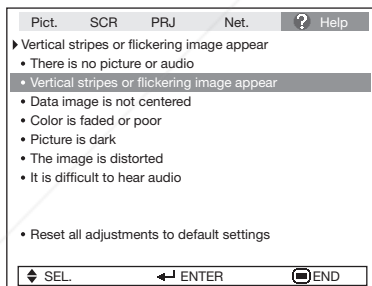 Pict. SCR PRJ Net. ? Help
Vertical stripes or flickering image appear
• There is no picture or audio
• Vertical stripes or flickering image appear
• Data image is not centered
• Color is faded or poor
• Picture is dark
• The image is distorted
• It is difficult to hear audio
• Reset all adjustments to default settings
SEL. ENTER END